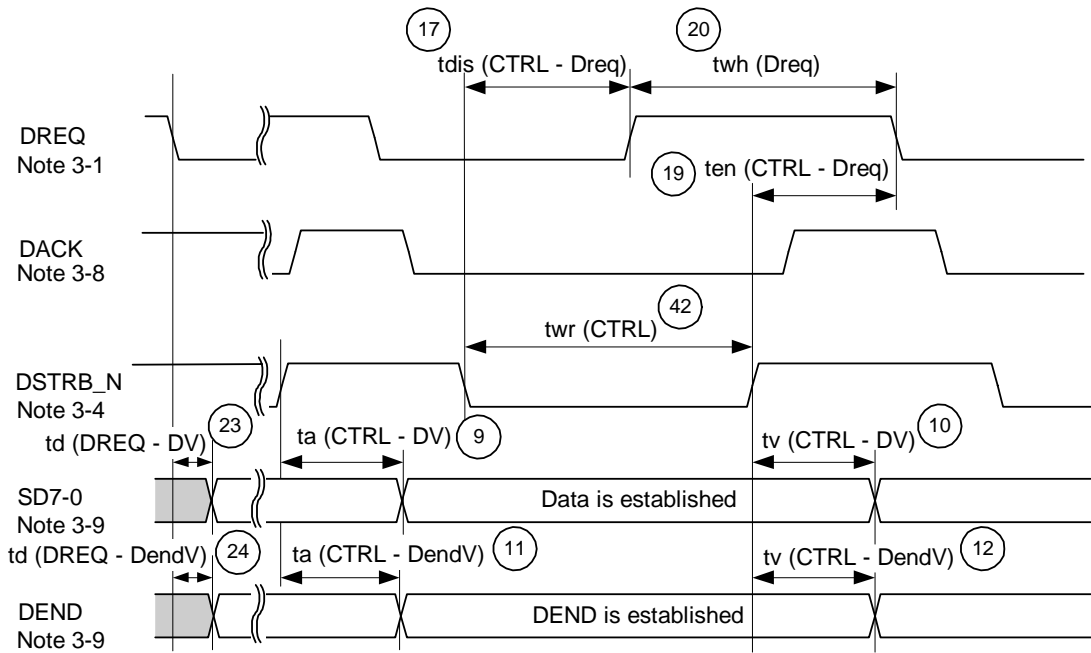 17
20
tdis (CTRL - Dreq)
twh (Dreq)
DREQ
Note 3-1
19
ten (CTRL - Dreq)
DACK
Note 3-8
42
twr (CTRL)
DSTRB_N
Note 3-4
23
td (DREQ - DV)
ta (CTRL - DV)
9
tv (CTRL - DV)
10
SD7-0
Note 3-9
Data is established
td (DREQ - DendV)
24
ta (CTRL - DendV)
11
tv (CTRL - DendV)
12
DEND
Note 3-9
DEND is established